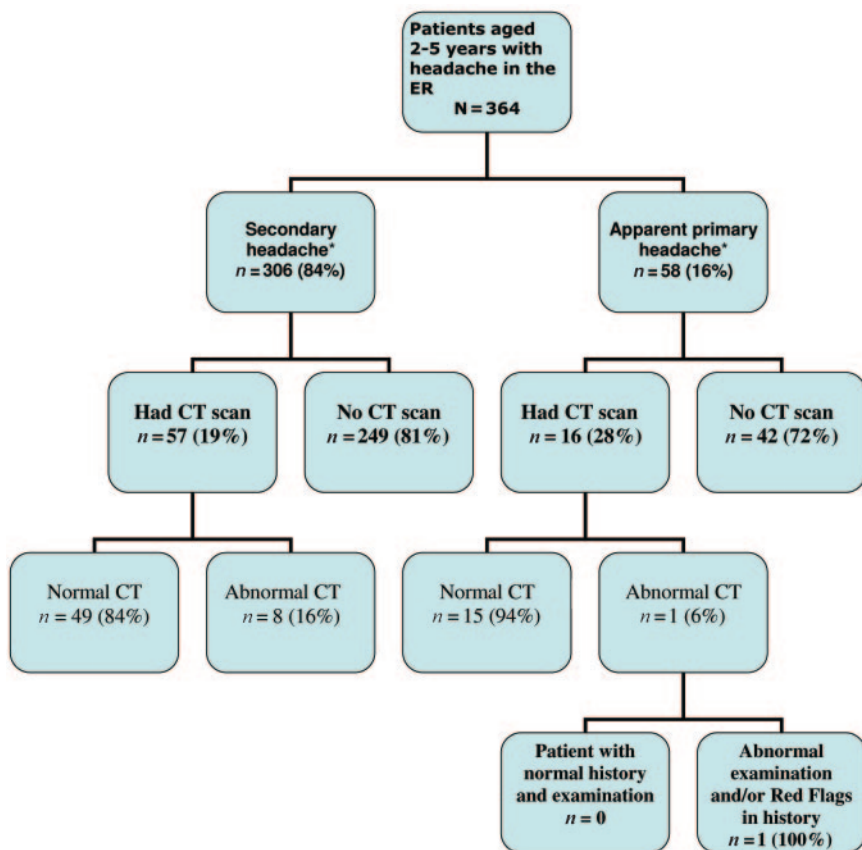 Patients aged
2-5 years with
headache in the
ER
N = 364
Secondary
headache*
n = 306 (84%)
Apparent primary
headache*
n = 58 (16%)
Had CT scan
n = 57 (19%)
No CT scan
n = 249 (81%)
Had CT scan
n = 16 (28%)
No CT scan
n = 42 (72%)
Normal CT
n = 49 (84%)
Abnormal CT
n = 8 (16%)
Normal CT
n = 15 (94%)
Abnormal CT
n = 1 (6%)
Patient with
normal history
and examination
n = 0
Abnormal
examination
and/or Red Flags
in history
n = 1 (100%)